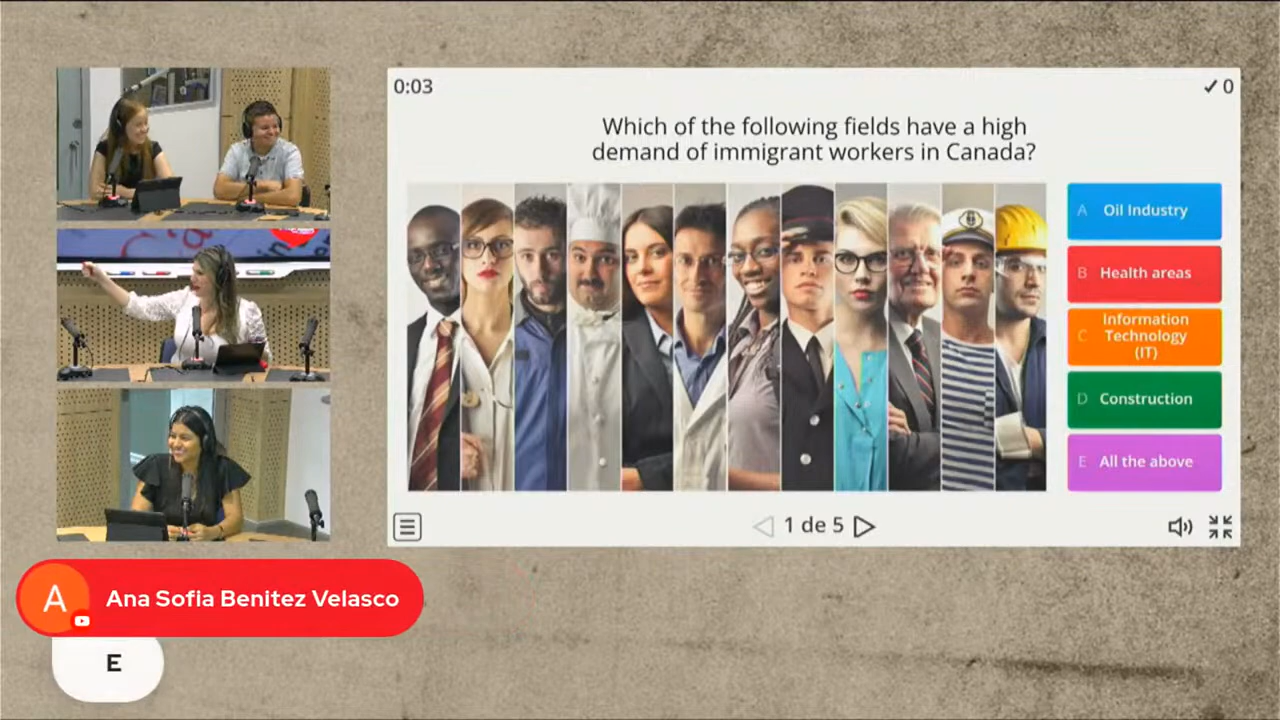 0:03
✓ 0
Which of the following fields have a high
demand of immigrant workers in Canada?
A Oil Industry
B Health areas
C Information
Technology
(IT)
D Construction
E All the above
1 de 5
A Ana Sofia Benitez Velasco
E